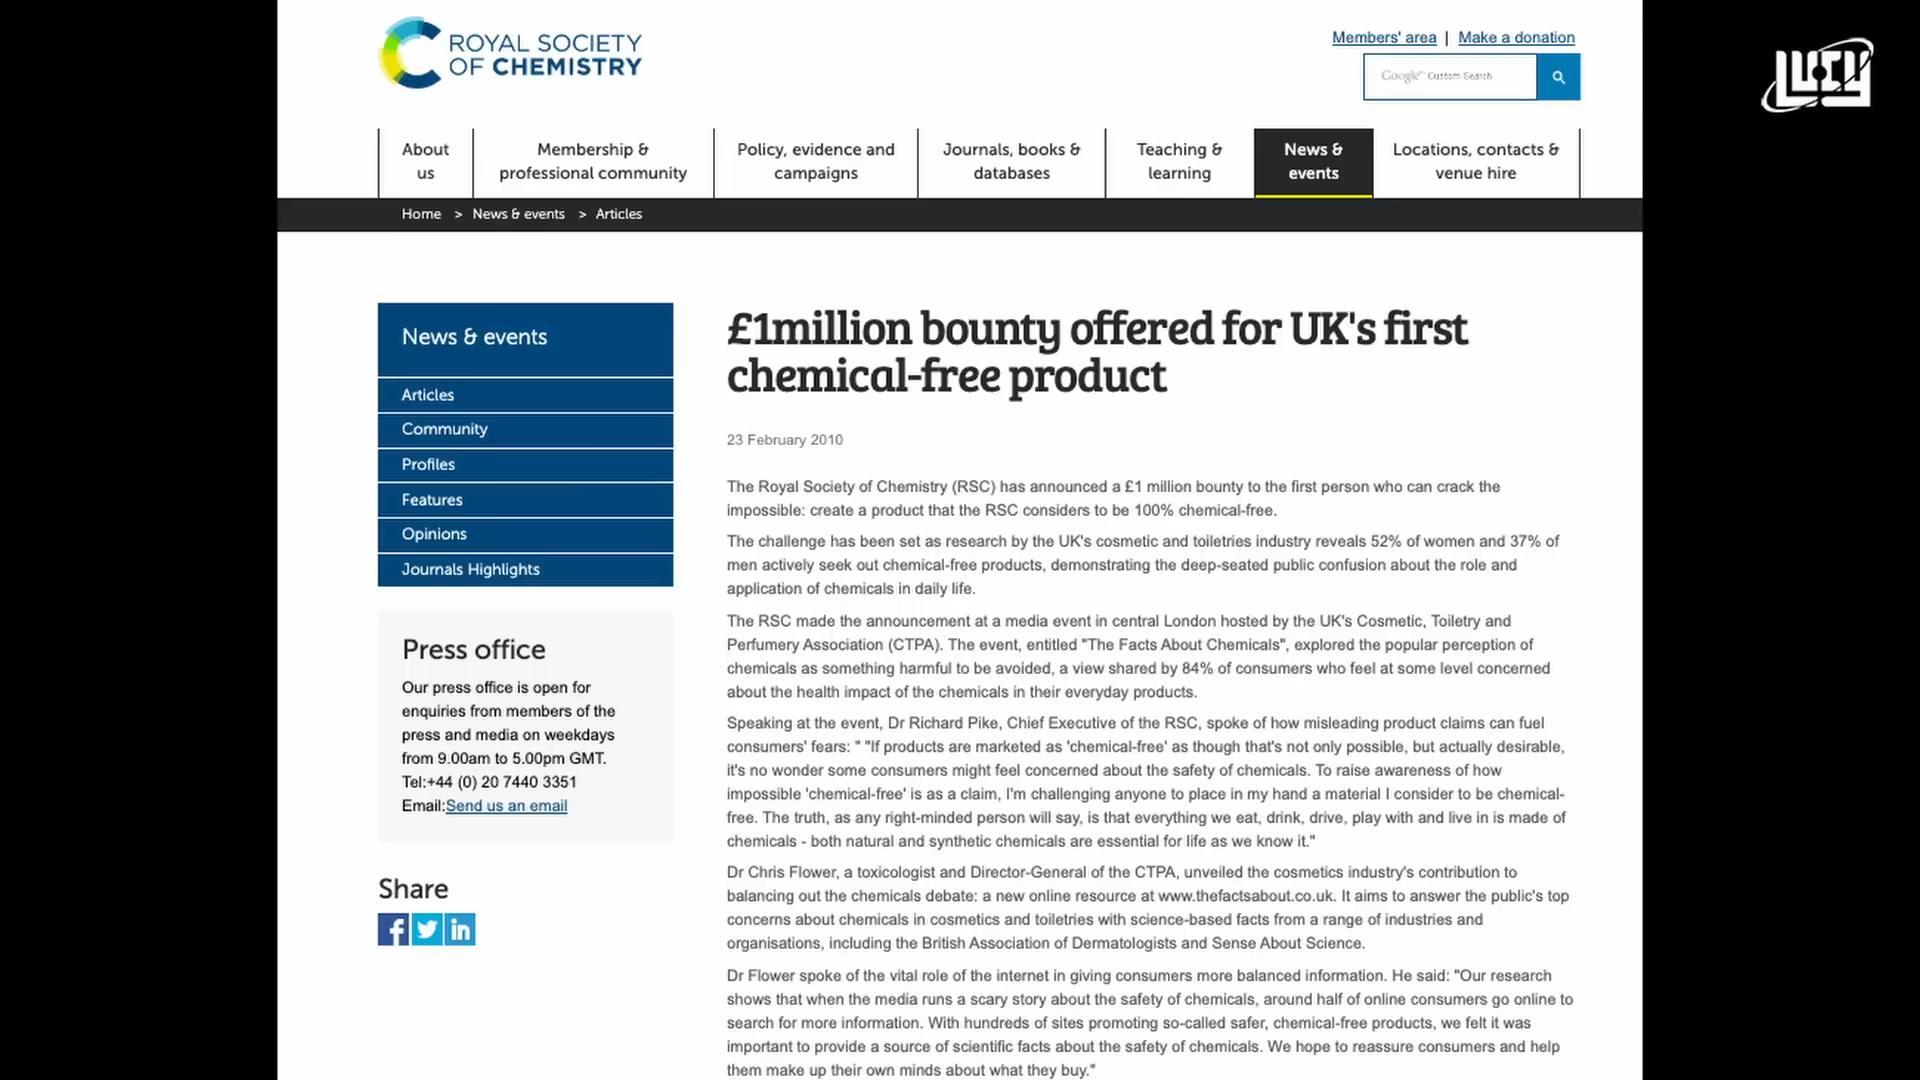 ROYAL SOCIETY
OF CHEMISTRY
Members' area | Make a donation
Google™ Custom Search
LUCY
About
us
Membership &
professional community
Policy, evidence and
campaigns
Journals, books &
databases
Teaching &
learning
News &
events
Locations, contacts &
venue hire
Home > News & events > Articles
News & events
Articles
Community
Profiles
Features
Opinions
Journals Highlights
Press office
Our press office is open for
enquiries from members of the
press and media on weekdays
from 9.00am to 5.00pm GMT.
Tel:+44 (0) 20 7440 3351
Email:Send us an email
Share
£1million bounty offered for UK's first
chemical-free product
23 February 2010
The Royal Society of Chemistry (RSC) has announced a £1 million bounty to the first person who can crack the
impossible: create a product that the RSC considers to be 100% chemical-free.
The challenge has been set as research by the UK's cosmetic and toiletries industry reveals 52% of women and 37% of
men actively seek out chemical-free products, demonstrating the deep-seated public confusion about the role and
application of chemicals in daily life.
The RSC made the announcement at a media event in central London hosted by the UK's Cosmetic, Toiletry and
Perfumery Association (CTPA). The event, entitled "The Facts About Chemicals", explored the popular perception of
chemicals as something harmful to be avoided, a view shared by 84% of consumers who feel at some level concerned
about the health impact of the chemicals in their everyday products.
Speaking at the event, Dr Richard Pike, Chief Executive of the RSC, spoke of how misleading product claims can fuel
consumers' fears: " "If products are marketed as 'chemical-free' as though that's not only possible, but actually desirable,
it's no wonder some consumers might feel concerned about the safety of chemicals. To raise awareness of how
impossible 'chemical-free' is as a claim, I'm challenging anyone to place in my hand a material I consider to be chemical-
free. The truth, as any right-minded person will say, is that everything we eat, drink, drive, play with and live in is made of
chemicals - both natural and synthetic chemicals are essential for life as we know it."
Dr Chris Flower, a toxicologist and Director-General of the CTPA, unveiled the cosmetics industry's contribution to
balancing out the chemicals debate: a new online resource at www.thefactsabout.co.uk. It aims to answer the public's top
concerns about chemicals in cosmetics and toiletries with science-based facts from a range of industries and
organisations, including the British Association of Dermatologists and Sense About Science.
Dr Flower spoke of the vital role of the internet in giving consumers more balanced information. He said: "Our research
shows that when the media runs a scary story about the safety of chemicals, around half of online consumers go online to
search for more information. With hundreds of sites promoting so-called safer, chemical-free products, we felt it was
important to provide a source of scientific facts about the safety of chemicals. We hope to reassure consumers and help
them make up their own minds about what they buy."